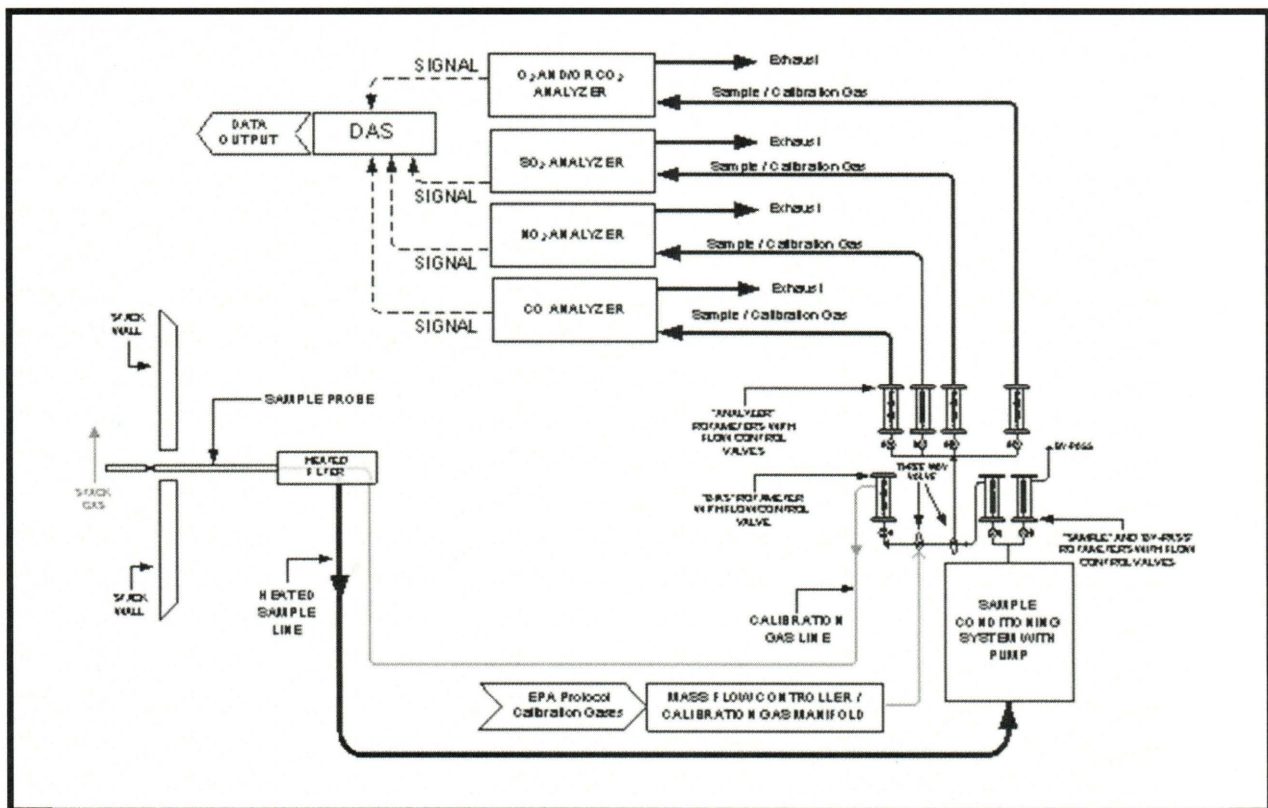 SIGNAL
O₂ AND/OR CO₂
ANALYZER
Exhaust
Sample / Calibration Gas
DATA
OUTPUT
DAS
SO₂ ANALYZER
Exhaust
Sample / Calibration Gas
SIGNAL
NO₂ ANALYZER
Exhaust
Sample / Calibration Gas
SIGNAL
CO ANALYZER
Exhaust
Sample / Calibration Gas
SIGNAL
STACK
WALL
SAMPLE PROBE
HEATED
FILTER
STACK
GAS
STACK
WALL
HEATED
SAMPLE
LINE
"ANALYZER"
ROTAMETERS WITH
FLOW CONTROL
VALVES
THREE WAY
VALVE
BY-PASS
"BIAS" ROTAMETER
WITH FLOW CONTROL
VALVE
"SAMPLE" AND "BY-PASS"
ROTAMETERS WITH FLOW
CONTROL VALVES
CALIBRATION
GAS LINE
SAMPLE
CONDITIONING
SYSTEM WITH
PUMP
EPA Protocol
Calibration Gases
MASS FLOW CONTROLLER /
CALIBRATION GAS MANIFOLD